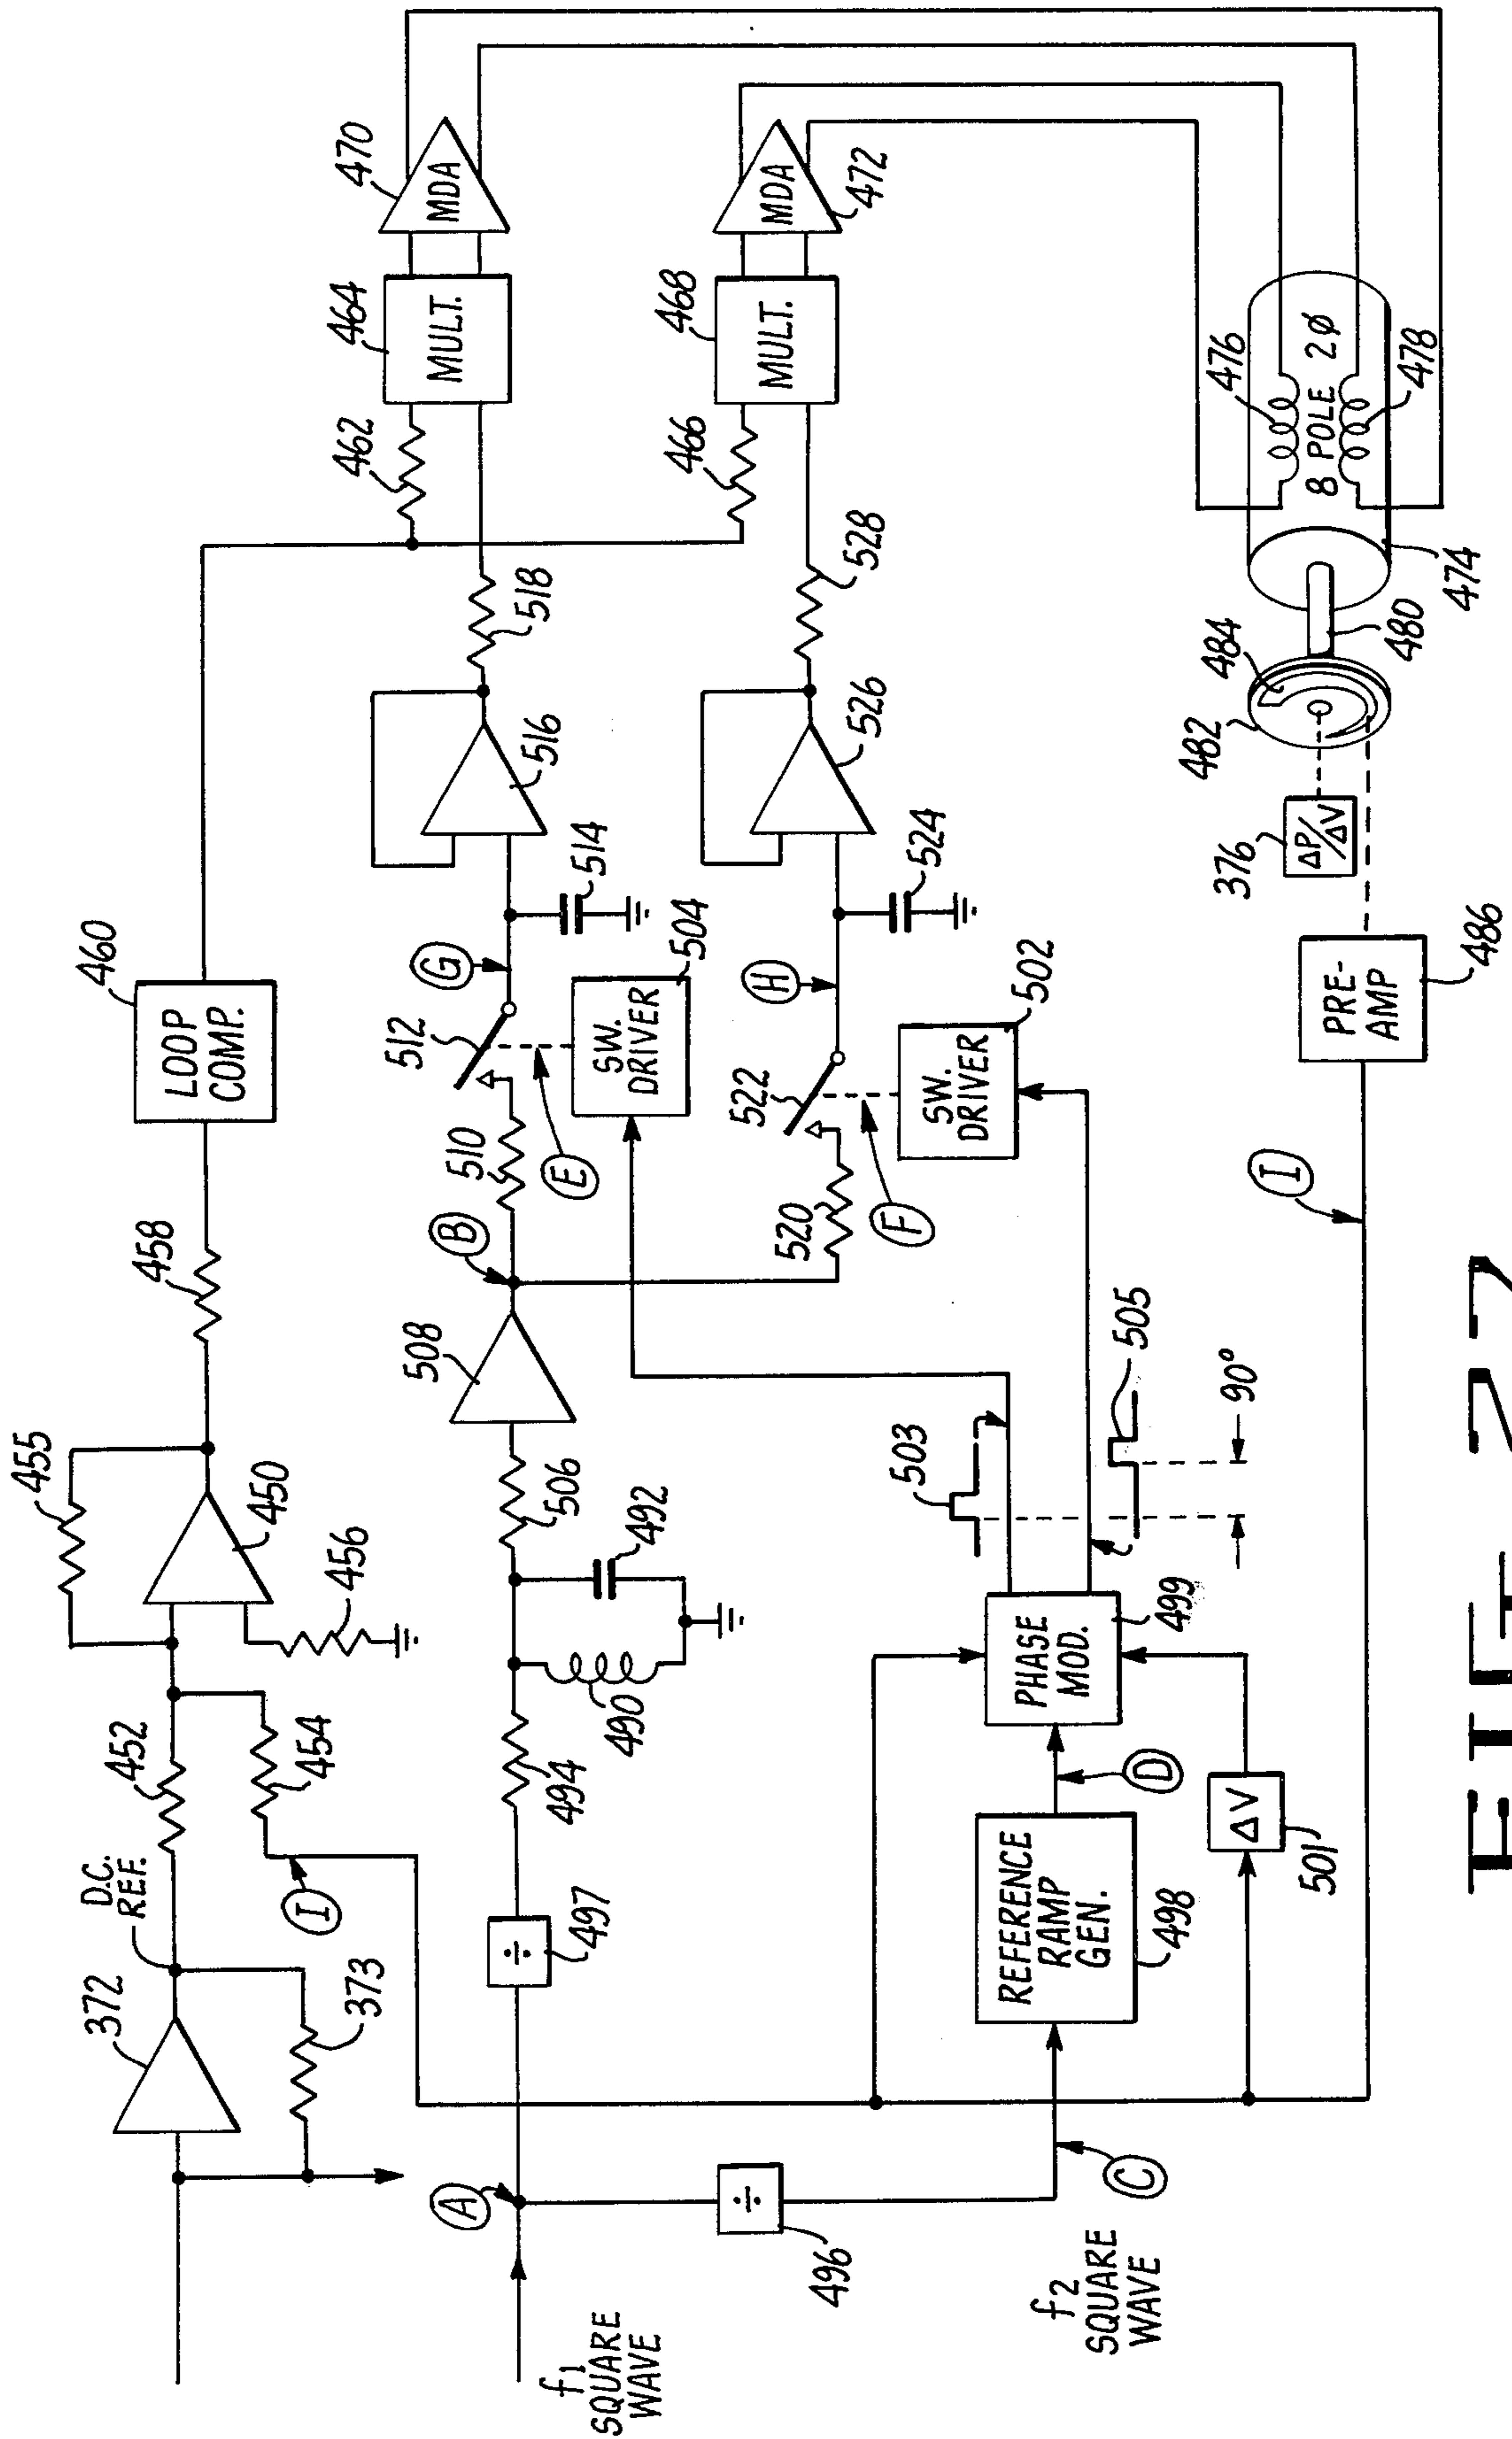 372
373
D.C.
REF.
452
454
I
455
450
456
458
460
LOOP
COMP.
462
464
MULT.
470
MDA
466
468
MULT.
472
MDA
f1
SQUARE
WAVE
A
497
÷
494
490
492
506
508
B
510
512
E
G
514
SW.
DRIVER
504
516
518
520
522
F
H
524
SW.
DRIVER
502
526
528
÷
496
f2
SQUARE
WAVE
C
REFERENCE
RAMP
GEN.
498
D
PHASE
MOD.
499
ΔV
501
503
505
90°
I
PRE-
AMP
486
376
ΔP/ΔV
482
484
480
474
476
8 POLE 2Ø
478